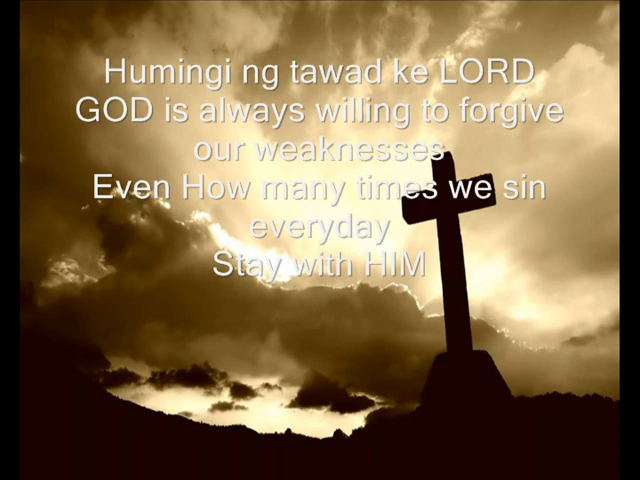 Humingi ng tawad ke LORD
GOD is always willing to forgive
our weaknesses
Even How many times we sin
everyday
Stay with HIM